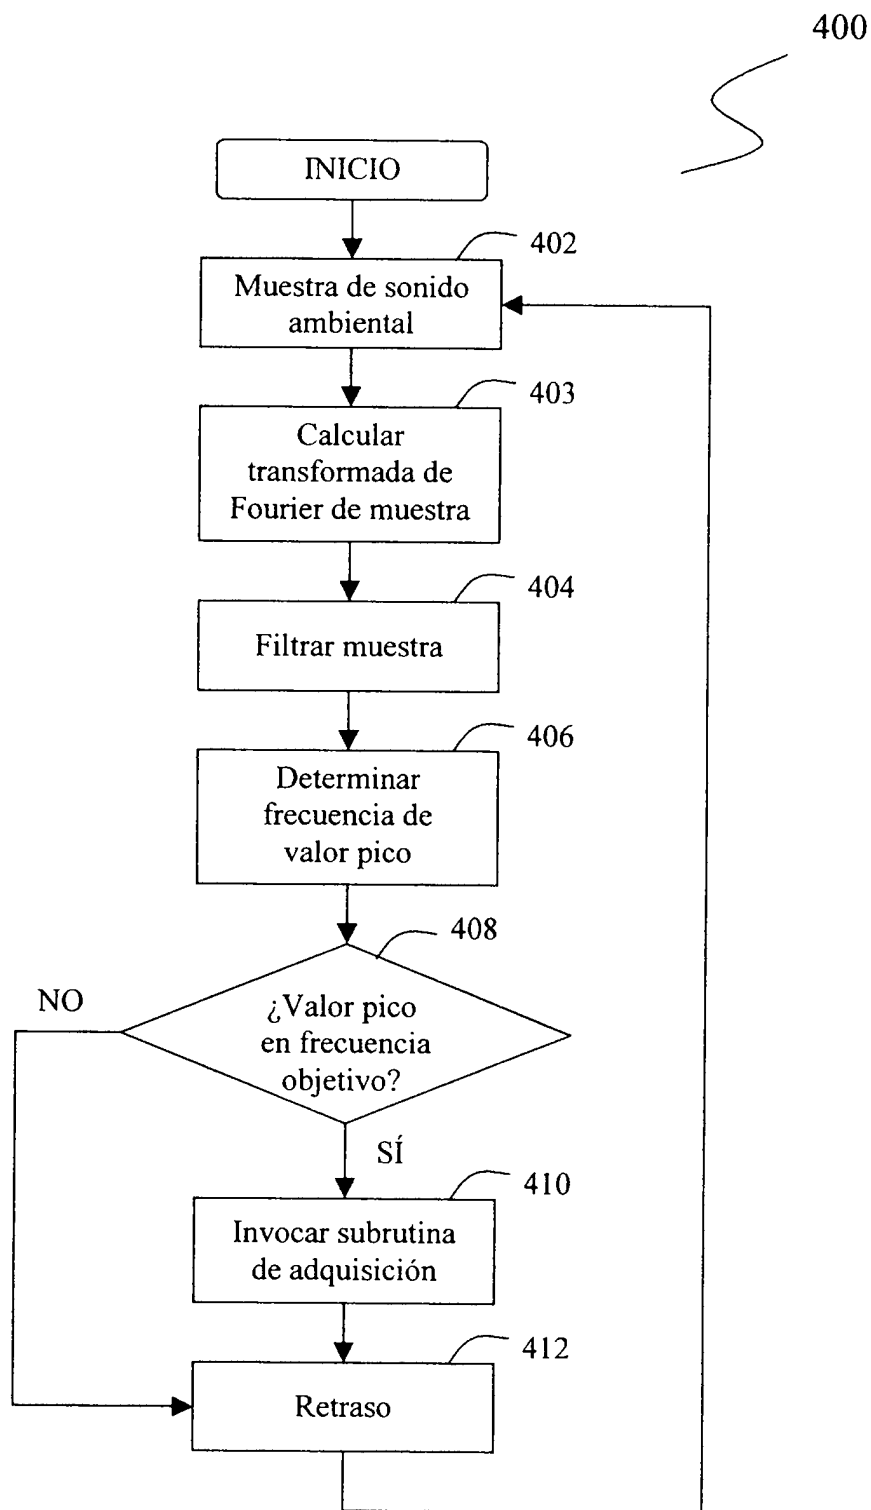 400
INICIO
402
Muestra de sonido
ambiental
403
Calcular
transformada de
Fourier de muestra
404
Filtrar muestra
406
Determinar
frecuencia de
valor pico
408
NO
¿Valor pico
en frecuencia
objetivo?
SÍ
410
Invocar subrutina
de adquisición
412
Retraso